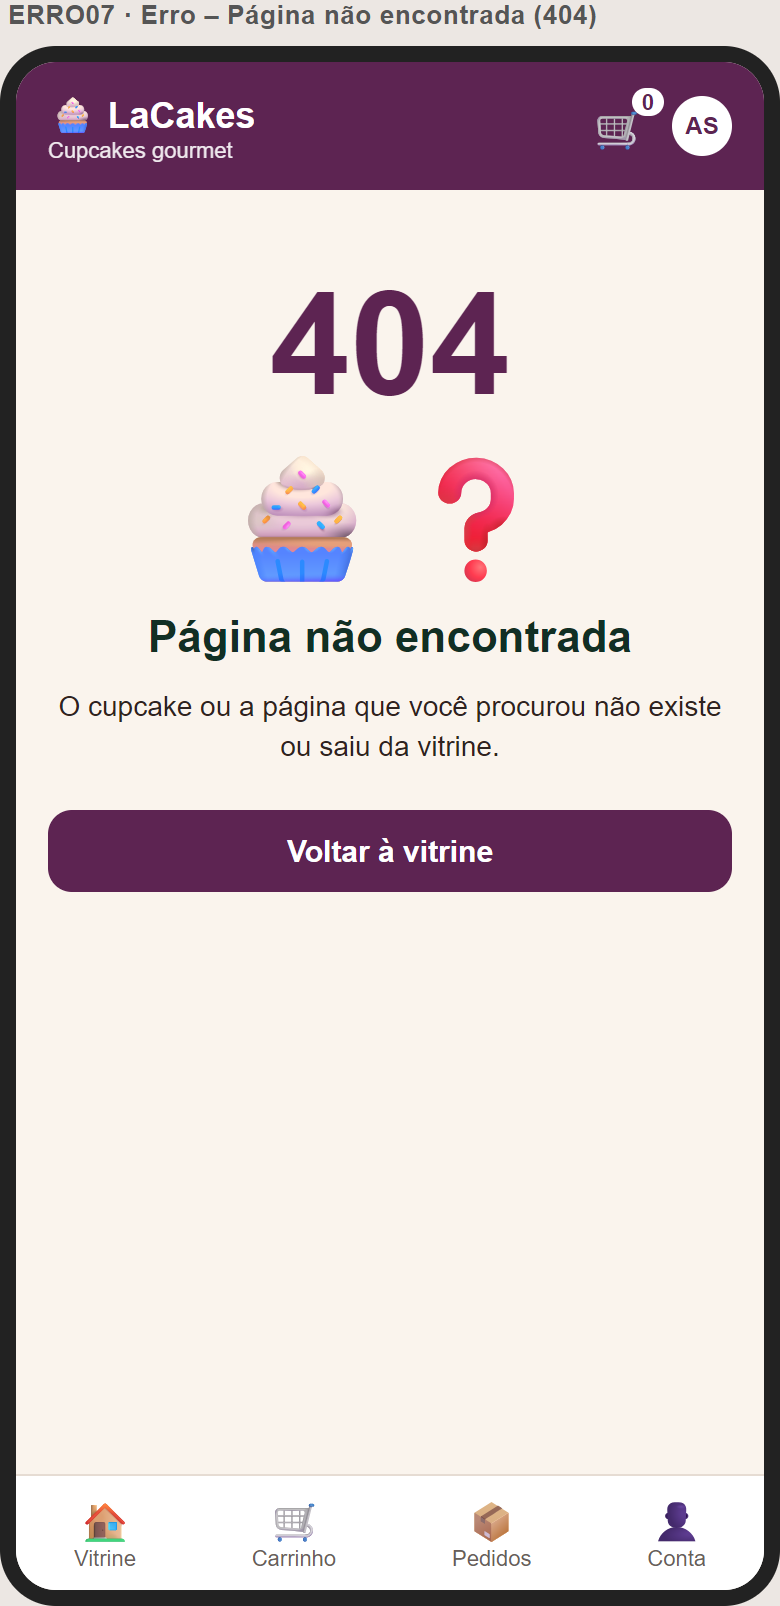 ERRO07 · Erro – Página não encontrada (404)
LaCakes
Cupcakes gourmet
0
AS
404
Página não encontrada
O cupcake ou a página que você procurou não existe
ou saiu da vitrine.
Voltar à vitrine
Vitrine
Carrinho
Pedidos
Conta